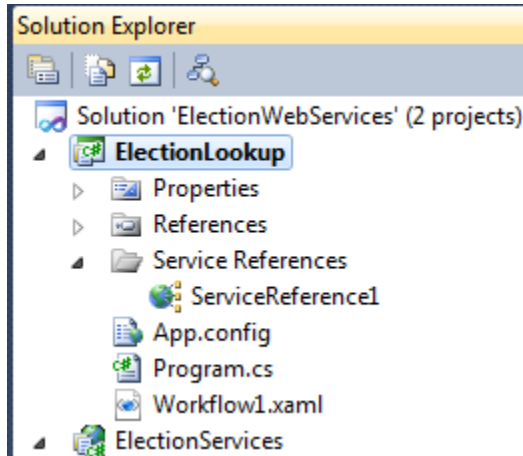 Solution Explorer
Solution 'ElectionWebServices' (2 projects)
ElectionLookup
Properties
References
Service References
ServiceReference1
App.config
Program.cs
Workflow1.xaml
ElectionServices